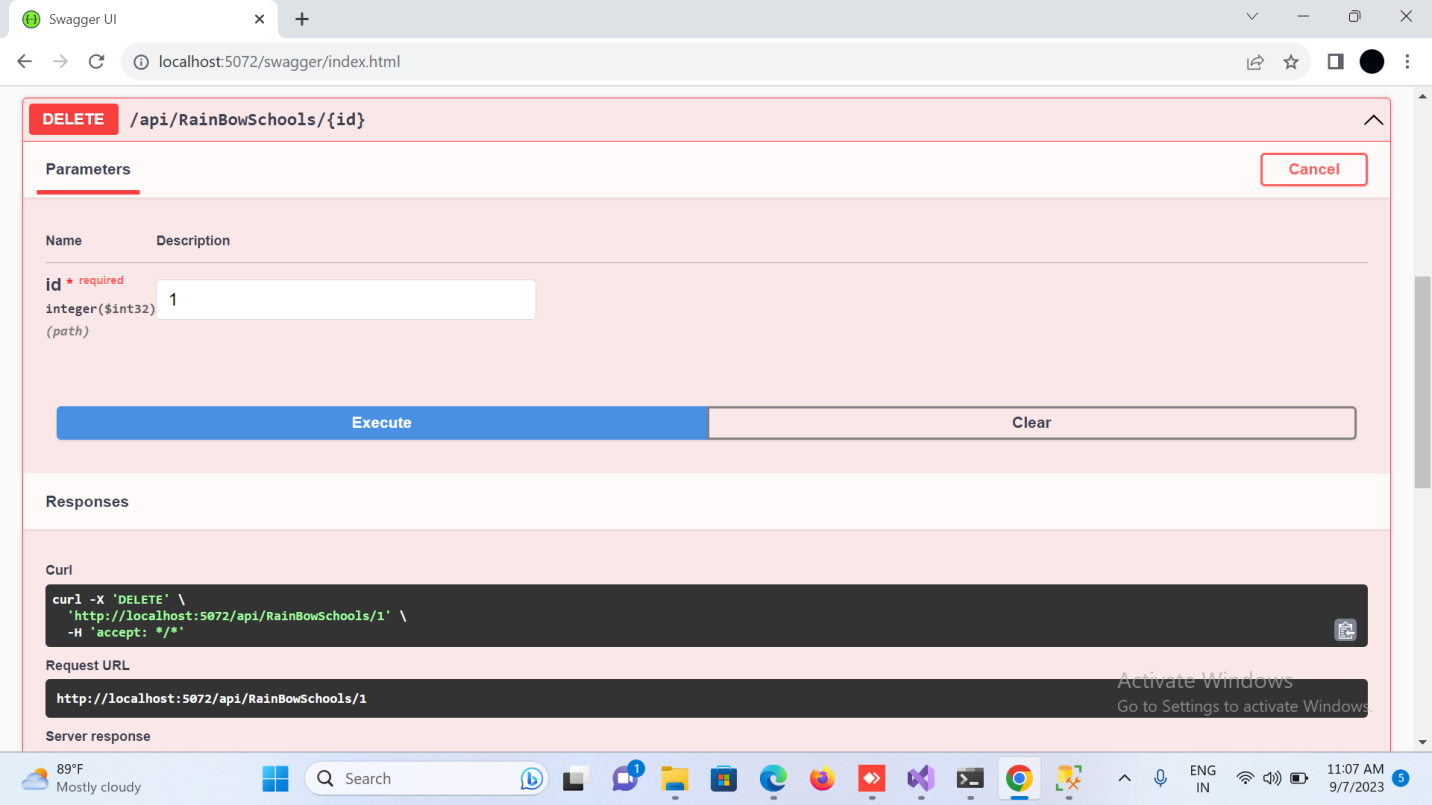 Swagger UI
localhost:5072/swagger/index.html
DELETE /api/RainBowSchools/{id}
Parameters
Cancel
Name Description
id * required
integer($int32)
(path)
1
Execute
Clear
Responses
Curl
curl -X 'DELETE' \
'http://localhost:5072/api/RainBowSchools/1' \
-H 'accept: */*'
Request URL
http://localhost:5072/api/RainBowSchools/1
Server response
Activate Windows
Go to Settings to activate Windows.
89°F
Mostly cloudy
Search
1
ENG
IN
11:07 AM
9/7/2023
5